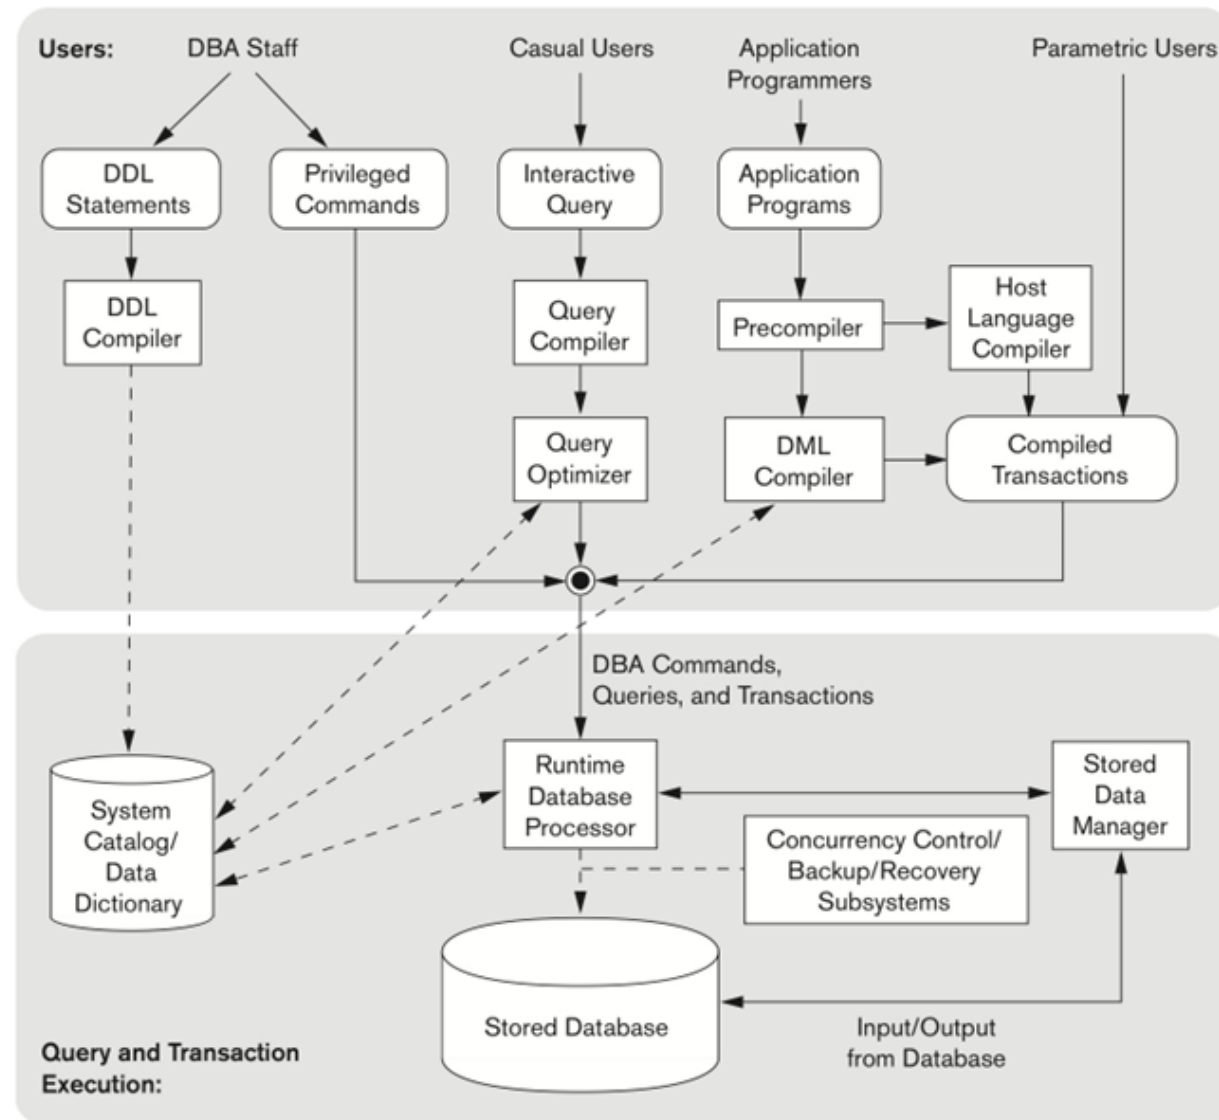 Users:
DBA Staff
Casual Users
Application
Programmers
Parametric Users
DDL
Statements
Privileged
Commands
Interactive
Query
Application
Programs
DDL
Compiler
Query
Compiler
Precompiler
Host
Language
Compiler
Query
Optimizer
DML
Compiler
Compiled
Transactions
DBA Commands,
Queries, and Transactions
System
Catalog/
Data
Dictionary
Runtime
Database
Processor
Stored
Data
Manager
Concurrency Control/
Backup/Recovery
Subsystems
Stored Database
Input/Output
from Database
Query and Transaction
Execution: